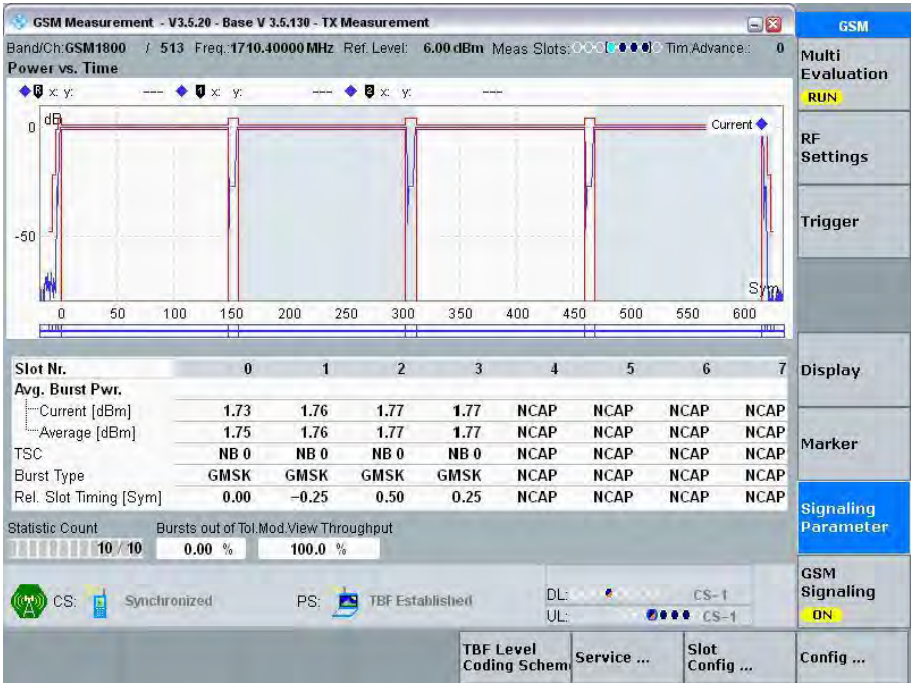 GSM Measurement - V3.5.20 - Base V 3.5.130 - TX Measurement
GSM
Band/Ch:GSM1800 / 513 Freq.:1710.40000 MHz Ref. Level: 6.00 dBm Meas Slots: Tim.Advance.: 0
Power vs. Time
Multi Evaluation
RUN
R x: y: --- 1 x: y: --- 2 x: y: ---
dB
Current
0
-50
Sym
0 50 100 150 200 250 300 350 400 450 500 550 600
RF Settings
Trigger
Slot Nr. 0 1 2 3 4 5 6 7
Avg. Burst Pwr.
Current [dBm] 1.73 1.76 1.77 1.77 NCAP NCAP NCAP NCAP
Average [dBm] 1.75 1.76 1.77 1.77 NCAP NCAP NCAP NCAP
TSC NB 0 NB 0 NB 0 NB 0 NCAP NCAP NCAP NCAP
Burst Type GMSK GMSK GMSK GMSK NCAP NCAP NCAP NCAP
Rel. Slot Timing [Sym] 0.00 −0.25 0.50 0.25 NCAP NCAP NCAP NCAP
Display
Marker
Statistic Count Bursts out of Tol.Mod.View Throughput
10 / 10 0.00 % 100.0 %
Signaling Parameter
CS: Synchronized PS: TBF Established
DL: CS-1
UL: CS-1
GSM Signaling
ON
TBF Level
Coding Schem
Service ...
Slot
Config ...
Config ...